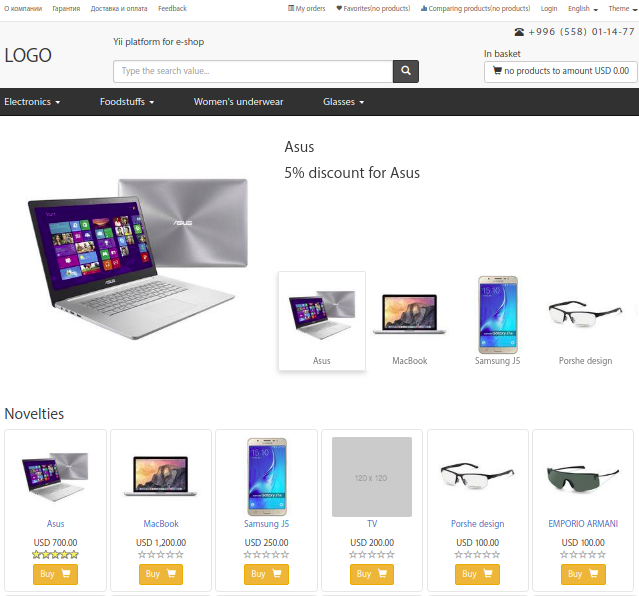 О компании Гарантия Доставка и оплата Feedback My orders Favorites(no products) Comparing products(no products) Login English Theme
+996 (558) 01-14-77
Yii platform for e-shop
LOGO
In basket
Type the search value...
no products to amount USD 0.00
Electronics Foodstuffs Women's underwear Glasses
Asus
5% discount for Asus
ASUS
Asus MacBook Samsung J5 Porshe design
Novelties
15:10
120 x 120
Asus MacBook Samsung J5 TV Porshe design EMPORIO ARMANI
USD 700.00 USD 1,200.00 USD 250.00 USD 200.00 USD 100.00 USD 100.00
Buy Buy Buy Buy Buy Buy